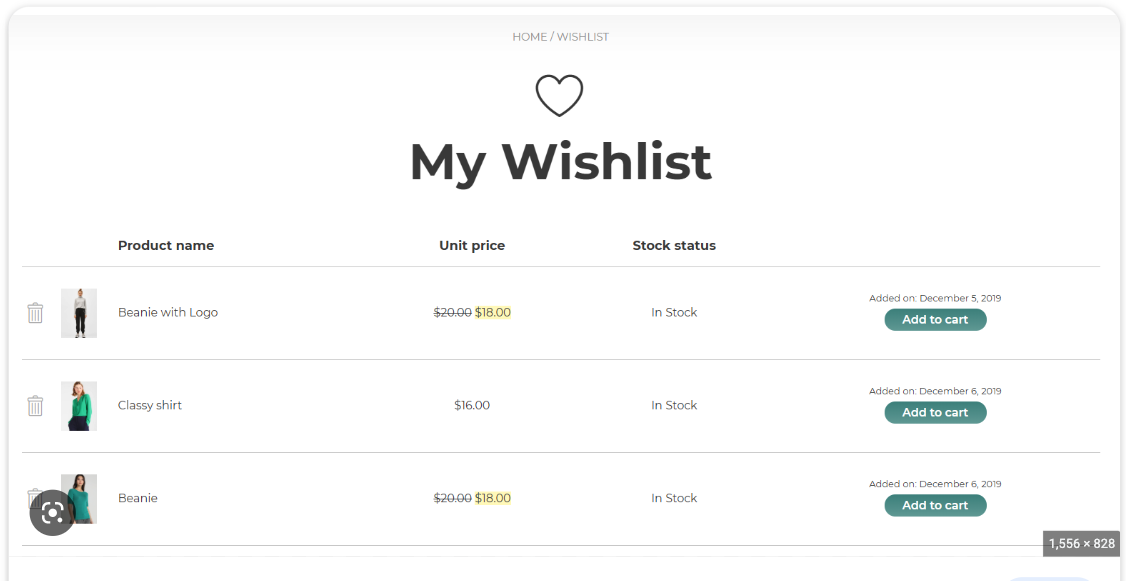 HOME / WISHLIST
My Wishlist
Product name Unit price Stock status
Added on: December 5, 2019
Beanie with Logo $20.00 $18.00 In Stock Add to cart
Added on: December 6, 2019
Classy shirt $16.00 In Stock Add to cart
Added on: December 6, 2019
Beanie $20.00 $18.00 In Stock Add to cart
1,556 × 828